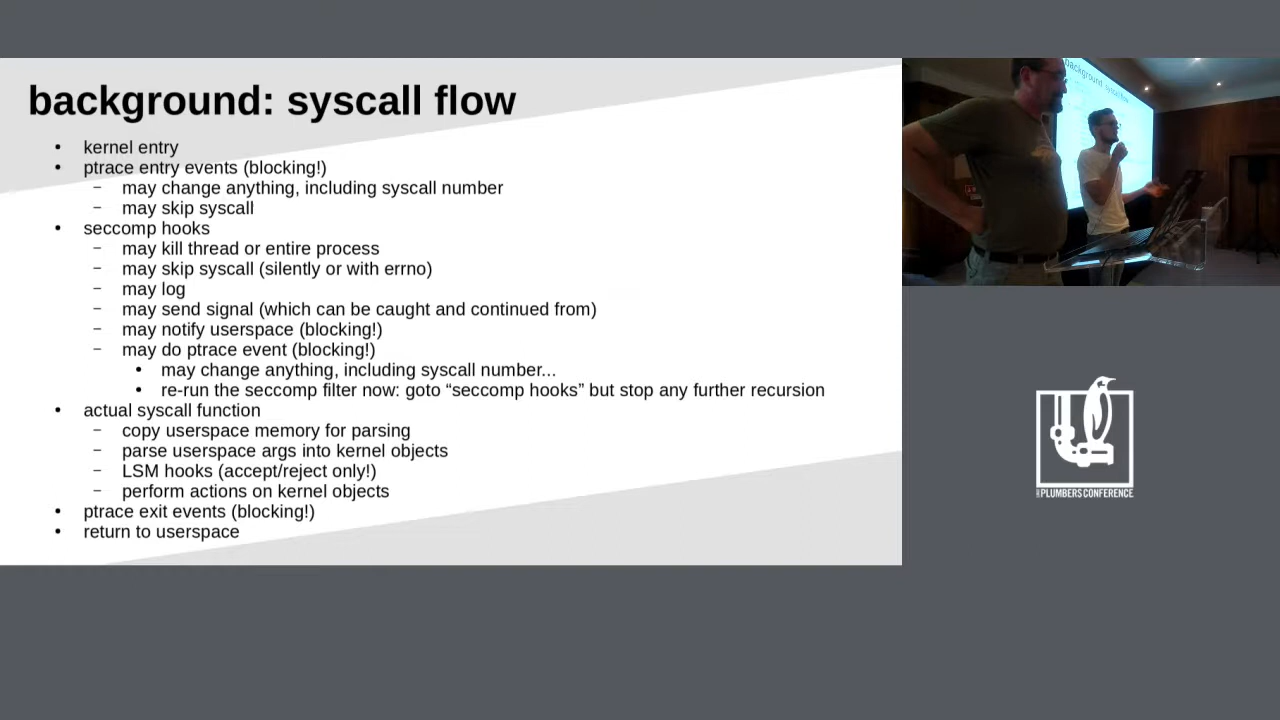 background: syscall flow
• kernel entry
• ptrace entry events (blocking!)
– may change anything, including syscall number
– may skip syscall
• seccomp hooks
– may kill thread or entire process
– may skip syscall (silently or with errno)
– may log
– may send signal (which can be caught and continued from)
– may notify userspace (blocking!)
– may do ptrace event (blocking!)
• may change anything, including syscall number...
• re-run the seccomp filter now: goto “seccomp hooks” but stop any further recursion
• actual syscall function
– copy userspace memory for parsing
– parse userspace args into kernel objects
– LSM hooks (accept/reject only!)
– perform actions on kernel objects
• ptrace exit events (blocking!)
• return to userspace
background: syscall flow
PLUMBERS CONFERENCE